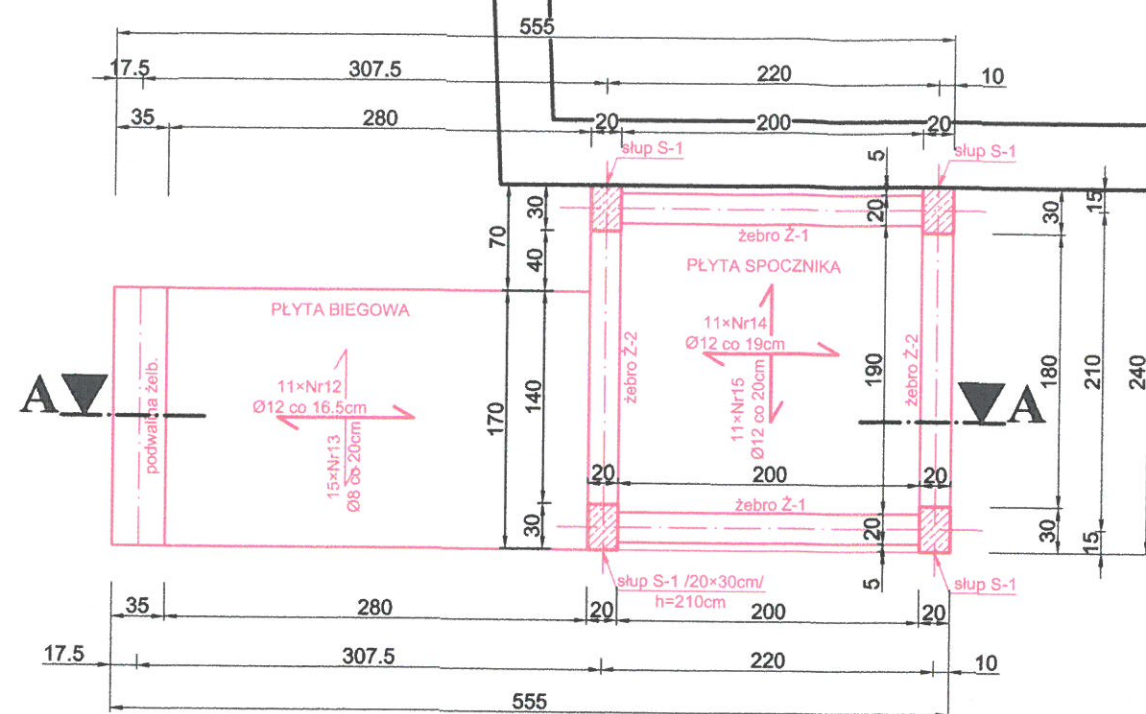 555
17.5 307.5 220 10
35 280 20 200 20
słup S-1
słup S-1
5
30
20
30
15
70
40
żebro Ż-1
PŁYTA SPOCZNIKA
PŁYTA BIEGOWA
11×Nr14
Ø12 co 19cm
11×Nr15
Ø12 co 20cm
żebro Ż-2
żebro Ż-2
190
180
210
240
A
A
podwalina żelb.
11×Nr12
Ø12 co 16.5cm
15×Nr13
Ø8 co 20cm
170
140
20 200 20
żebro Ż-1
30
20
30
15
5
słup S-1 /20×30cm/
h=210cm
słup S-1
35 280 20 200 20
17.5 307.5 220 10
555